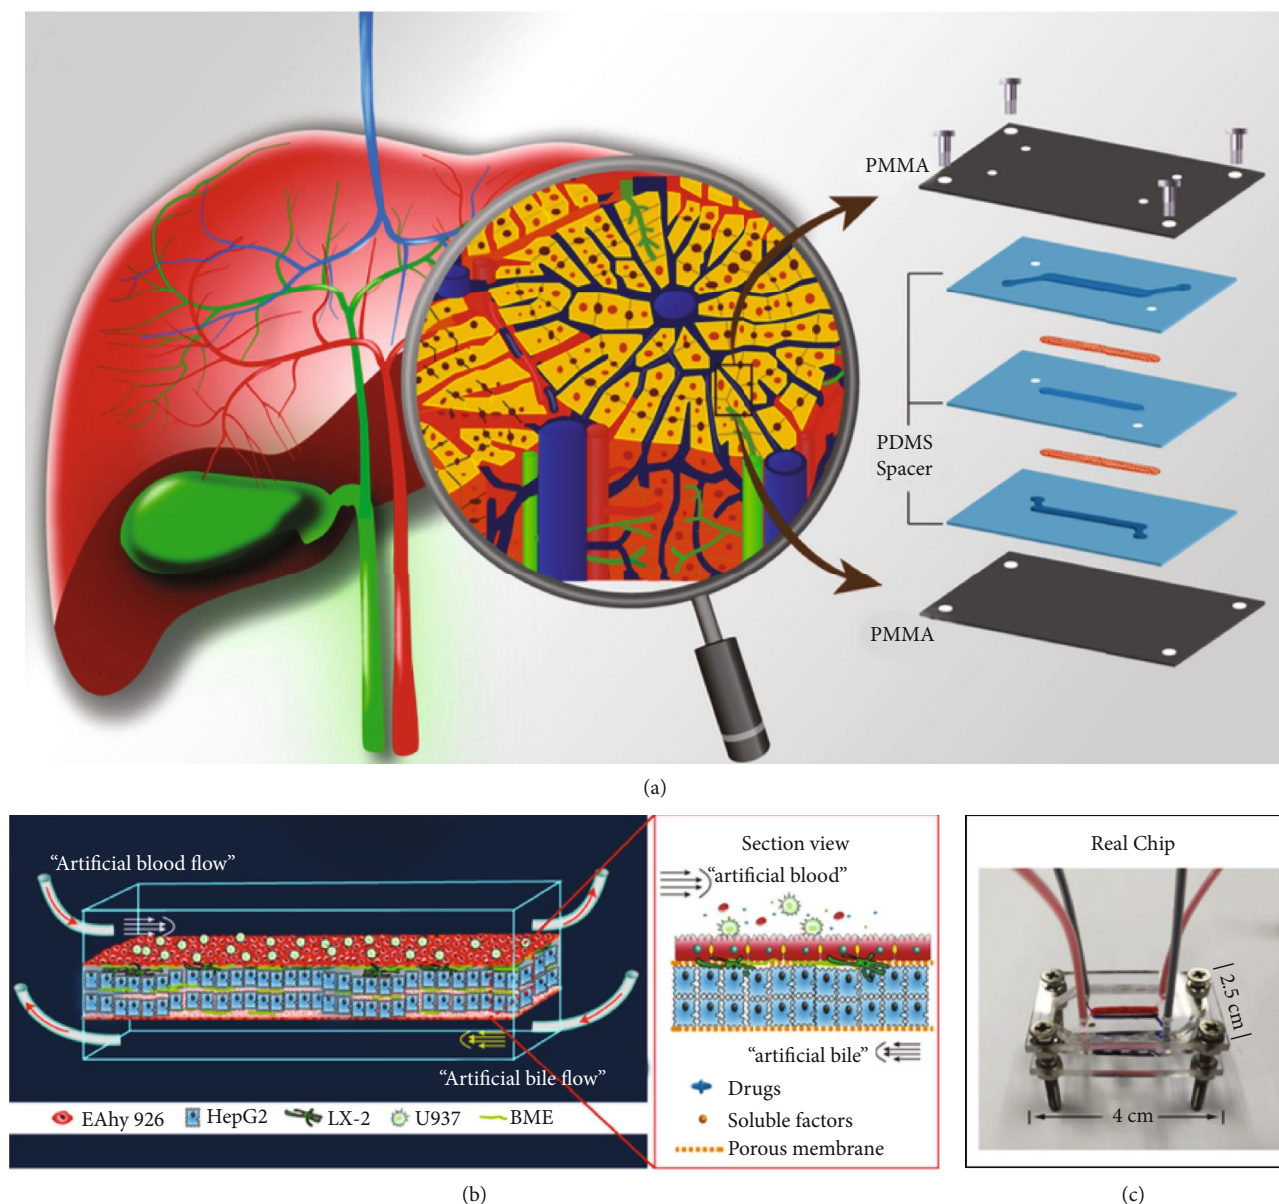 PMMA
PDMS
Spacer
PMMA
(a)
"Artificial blood flow"
"Artificial bile flow"
EAhy 926
HepG2
LX-2
U937
BME
Section view
"artificial blood"
"artificial bile"
Drugs
Soluble factors
Porous membrane
(b)
Real Chip
2.5 cm
4 cm
(c)